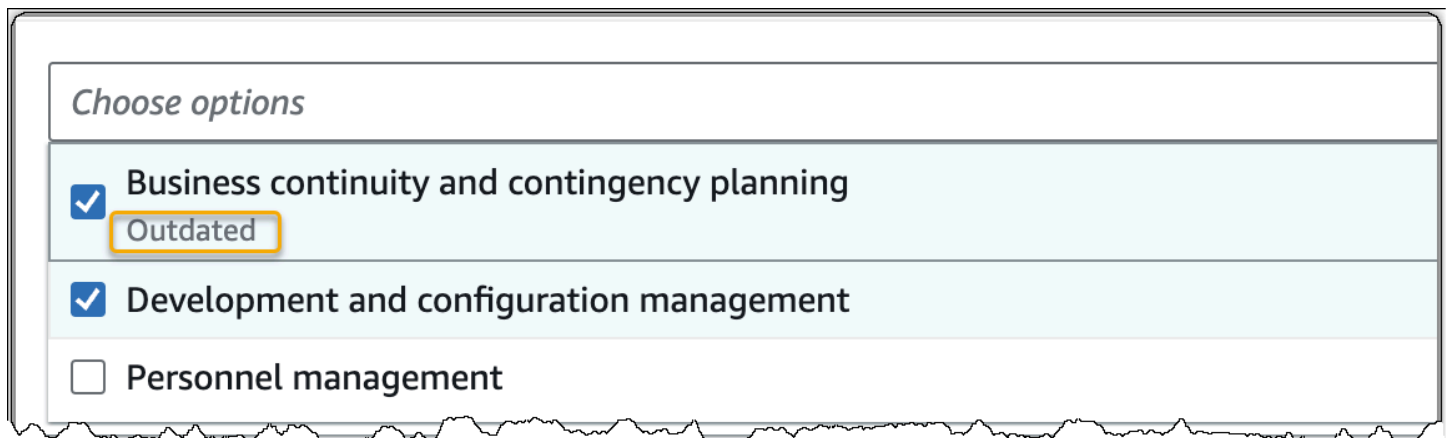 Choose options
Business continuity and contingency planning
Outdated
Development and configuration management
Personnel management